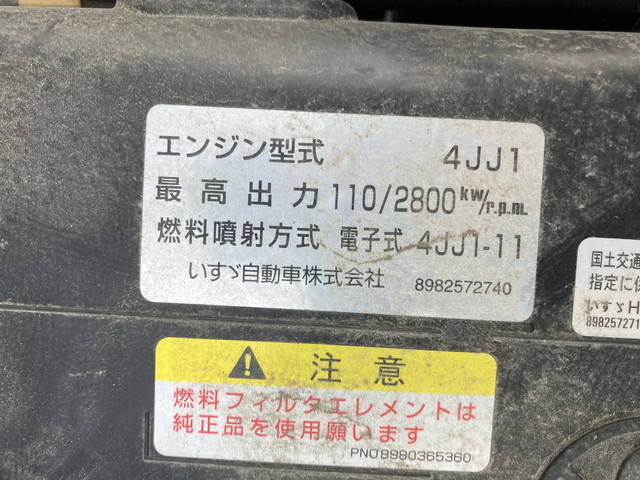 エンジン型式 4JJ1
最高出力 110/2800 kW/r.p.m.
燃料噴射方式 電子式 4JJ1-11
いすゞ自動車株式会社 8982572740
国土交通
指定に
いすゞH
898257271
注意
燃料フィルタエレメントは
純正品を使用願います
PNO8980365360